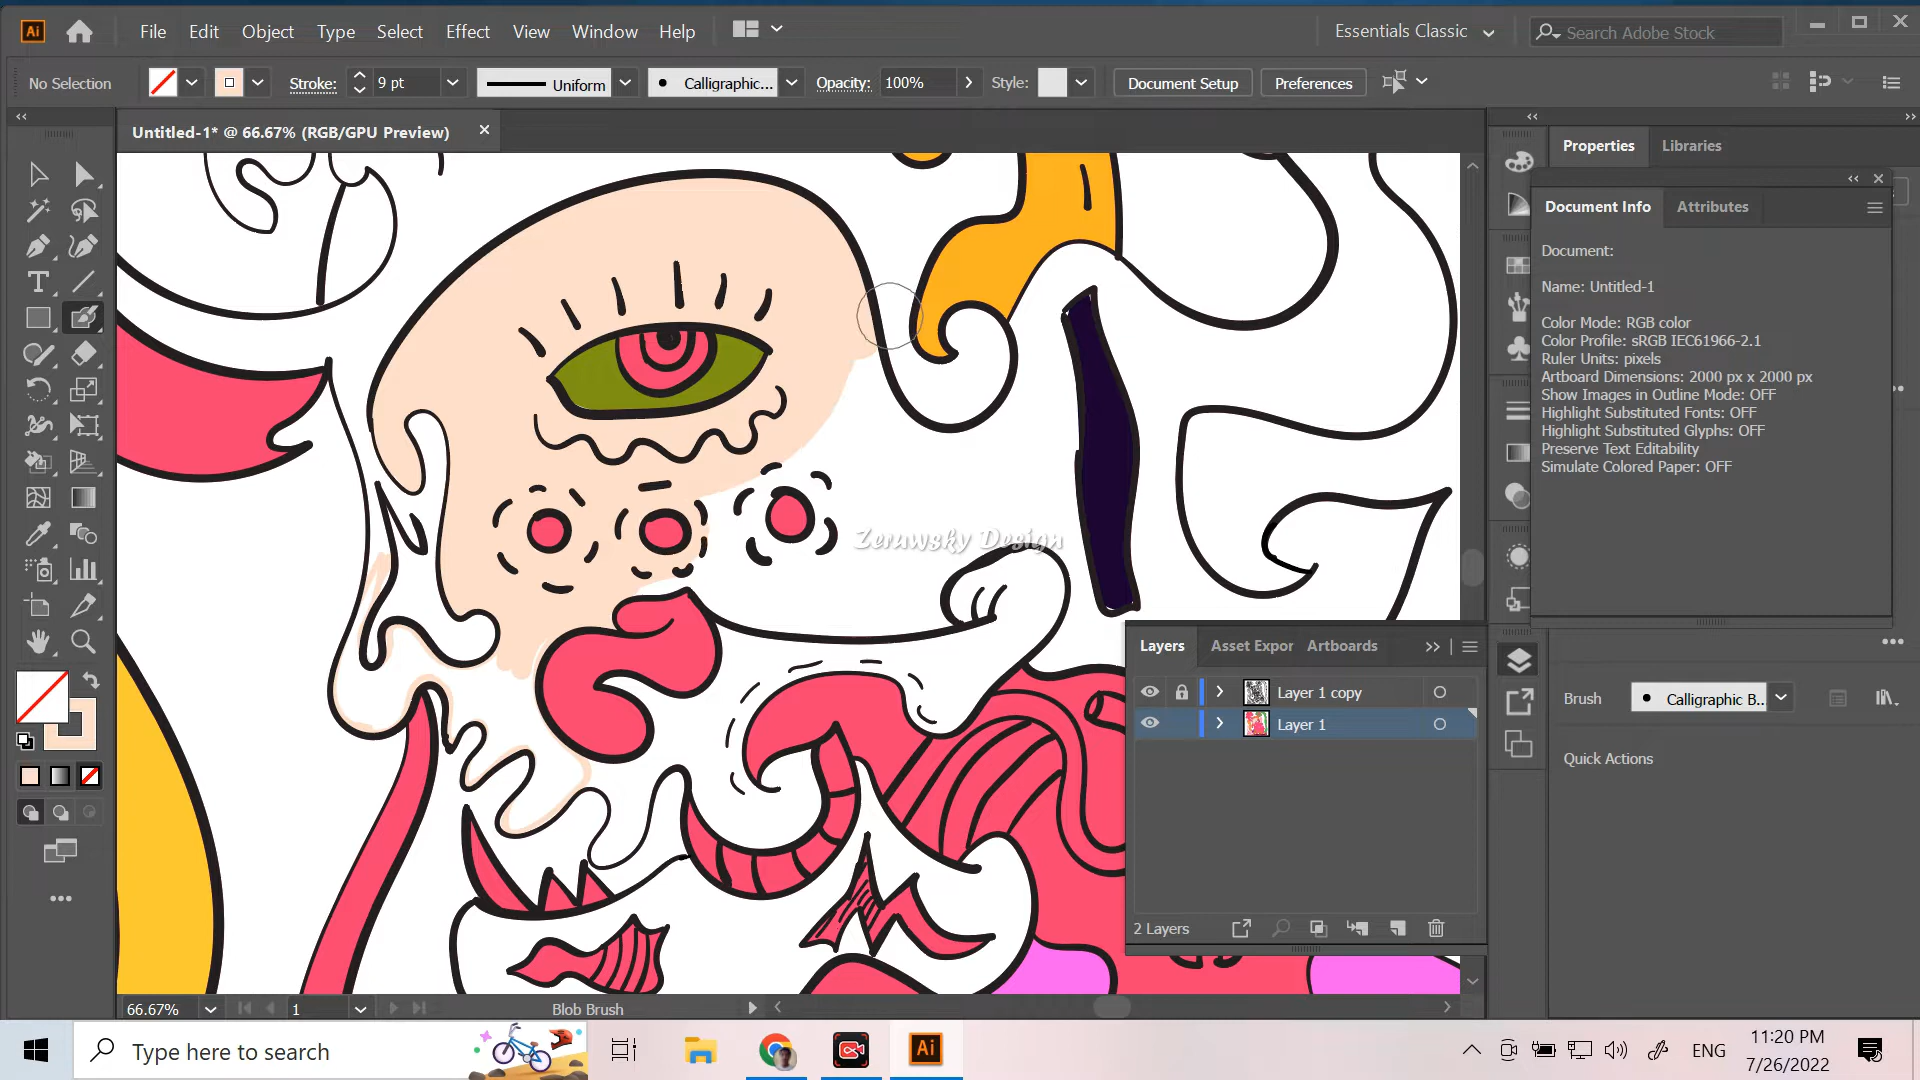 Ai File Edit Object Type Select Effect View Window Help Essentials Classic Search Adobe Stock
No Selection Stroke: 9 pt Uniform Calligraphic... Opacity: 100% Style: Document Setup Preferences
Untitled-1* @ 66.67% (RGB/GPU Preview)
Properties Libraries
Document Info Attributes
Document:
Name: Untitled-1
Color Mode: RGB color
Color Profile: sRGB IEC61966-2.1
Ruler Units: pixels
Artboard Dimensions: 2000 px x 2000 px
Show Images in Outline Mode: OFF
Highlight Substituted Fonts: OFF
Highlight Substituted Glyphs: OFF
Preserve Text Editability
Simulate Colored Paper: OFF
Zerawsky Design
Layers Asset Expor Artboards
Layer 1 copy
Layer 1
2 Layers
Brush Calligraphic B...
Quick Actions
66.67% 1 Blob Brush
Type here to search
Ai
ENG
11:20 PM
7/26/2022